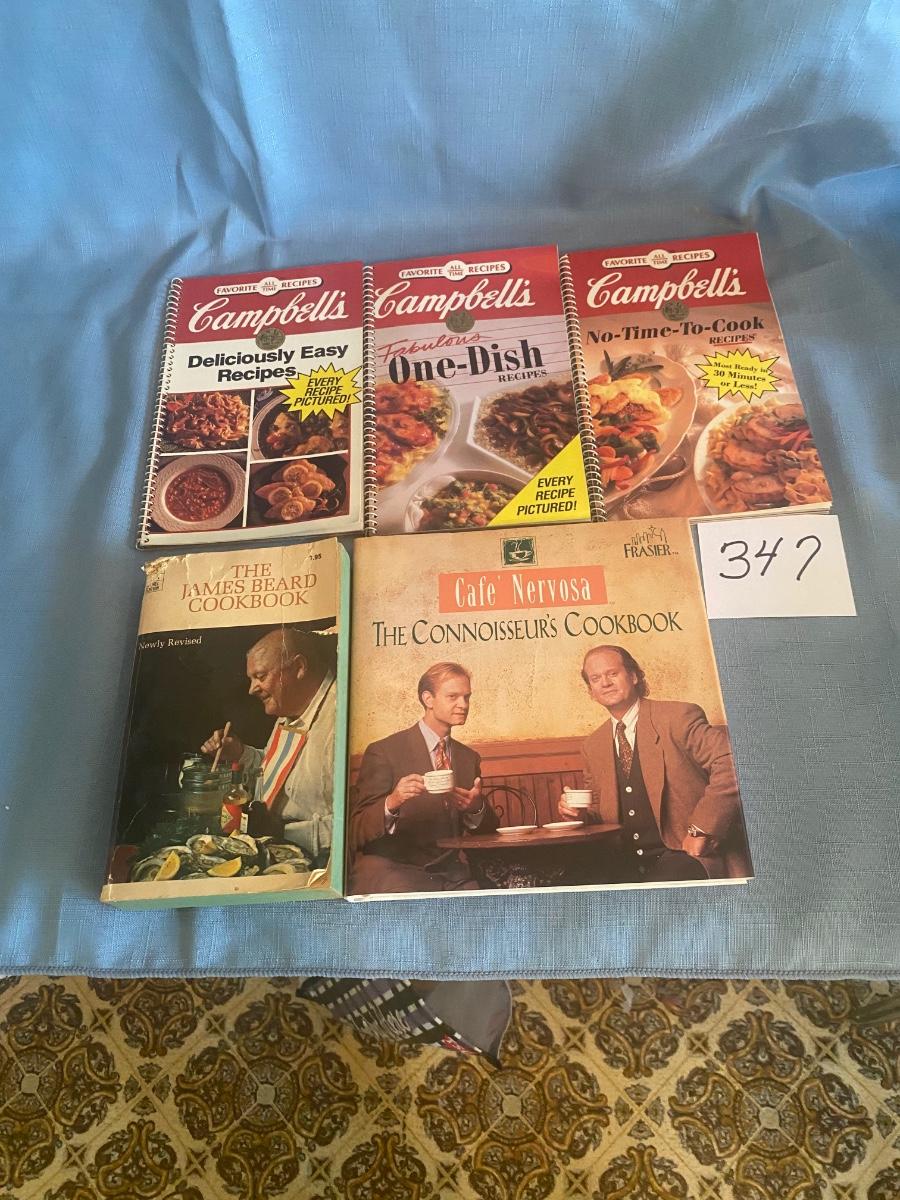 FAVORITE ALL TIME RECIPES
Campbell's
Deliciously Easy
Recipes
EVERY
RECIPE
PICTURED!
FAVORITE ALL TIME RECIPES
Campbell's
Fabulous
One-Dish
RECIPES
EVERY
RECIPE
PICTURED!
FAVORITE ALL TIME RECIPES
Campbell's
No-Time-To-Cook
RECIPES
Most Ready in
30 Minutes
or Less!
347
THE
JAMES BEARD
COOKBOOK
Newly Revised
FRASIER
Cafe' Nervosa
THE CONNOISSEUR'S COOKBOOK